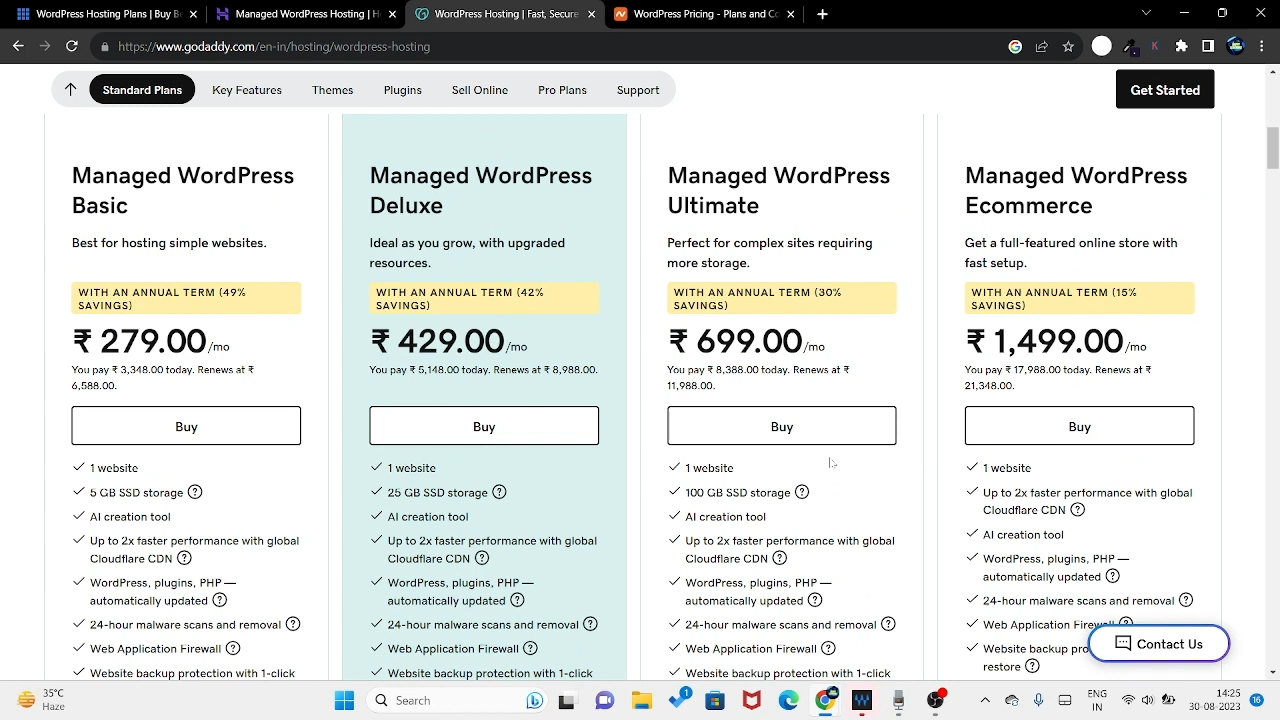 WordPress Hosting Plans | Buy B
Managed WordPress Hosting | H
WordPress Hosting | Fast, Secure
WordPress Pricing - Plans and Co
https://www.godaddy.com/en-in/hosting/wordpress-hosting
Standard Plans
Key Features
Themes
Plugins
Sell Online
Pro Plans
Support
Get Started
Managed WordPress
Basic
Best for hosting simple websites.
WITH AN ANNUAL TERM (49%
SAVINGS)
₹ 279.00/mo
You pay ₹ 3,348.00 today. Renews at ₹
6,588.00.
Buy
1 website
5 GB SSD storage
AI creation tool
Up to 2x faster performance with global
Cloudflare CDN
WordPress, plugins, PHP —
automatically updated
24-hour malware scans and removal
Web Application Firewall
Website backup protection with 1-click
Managed WordPress
Deluxe
Ideal as you grow, with upgraded
resources.
WITH AN ANNUAL TERM (42%
SAVINGS)
₹ 429.00/mo
You pay ₹ 5,148.00 today. Renews at ₹ 8,988.00.
Buy
1 website
25 GB SSD storage
AI creation tool
Up to 2x faster performance with global
Cloudflare CDN
WordPress, plugins, PHP —
automatically updated
24-hour malware scans and removal
Web Application Firewall
Website backup protection with 1-click
Managed WordPress
Ultimate
Perfect for complex sites requiring
more storage.
WITH AN ANNUAL TERM (30%
SAVINGS)
₹ 699.00/mo
You pay ₹ 8,388.00 today. Renews at ₹
11,988.00.
Buy
1 website
100 GB SSD storage
AI creation tool
Up to 2x faster performance with global
Cloudflare CDN
WordPress, plugins, PHP —
automatically updated
24-hour malware scans and removal
Web Application Firewall
Website backup protection with 1-click
Managed WordPress
Ecommerce
Get a full-featured online store with
fast setup.
WITH AN ANNUAL TERM (15%
SAVINGS)
₹ 1,499.00/mo
You pay ₹ 17,988.00 today. Renews at ₹
21,348.00.
Buy
1 website
Up to 2x faster performance with global
Cloudflare CDN
AI creation tool
WordPress, plugins, PHP —
automatically updated
24-hour malware scans and removal
Web Application Firewall
Website backup pro
restore
Contact Us
35°C
Haze
Search
1
ENG
IN
14:25
30-08-2023
16